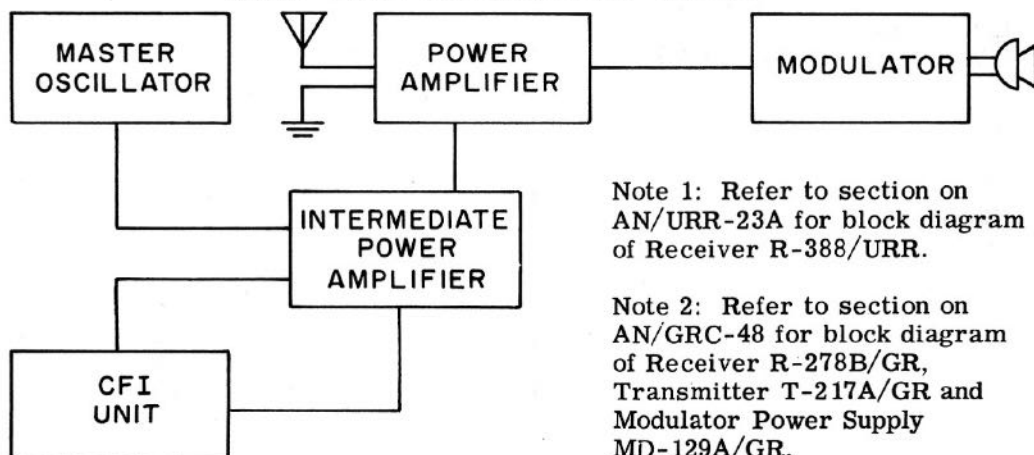 MASTER
OSCILLATOR
POWER
AMPLIFIER
MODULATOR
INTERMEDIATE
POWER
AMPLIFIER
CFI
UNIT
Note 1: Refer to section on
AN/URR-23A for block diagram
of Receiver R-388/URR.
Note 2: Refer to section on
AN/GRC-48 for block diagram
of Receiver R-278B/GR,
Transmitter T-217A/GR and
Modulator Power Supply
MD-129A/GR.